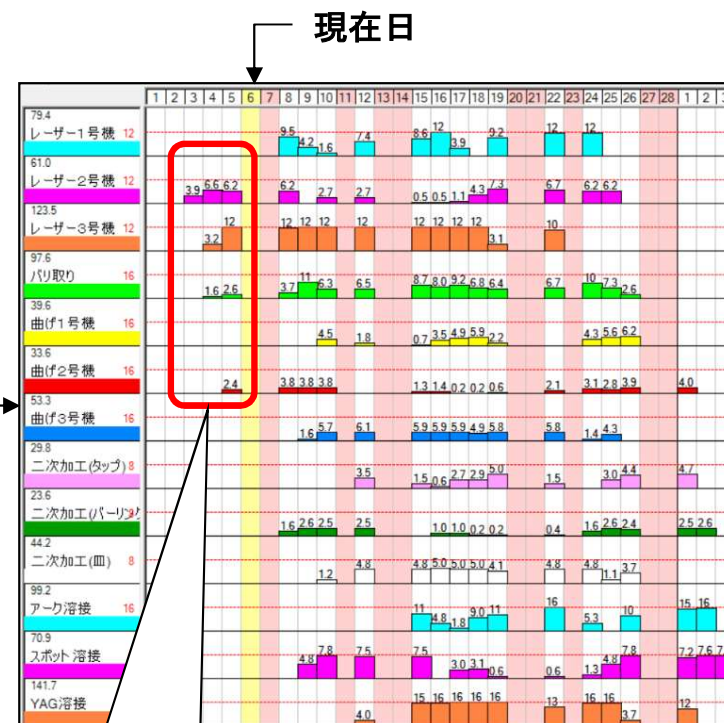 現在日
1 2 3 4 5 6 7 8 9 10 11 12 13 14 15 16 17 18 19 20 21 22 23 24 25 26 27 28 1 2
79.4
レーザー1号機 12 9.5 4.2 1.6 7.4 8.6 12 3.9 9.2 12 12
61.0
レーザー2号機 12 3.9 6.6 6.2 6.2 2.7 2.7 0.5 0.5 1.1 4.3 7.3 6.7 6.2 6.2
123.5
レーザー3号機 12 3.2 12 12 12 12 12 12 12 12 12 3.1 10
97.6
バリ取り 16 1.6 2.6 3.7 11 6.3 6.5 8.7 8.0 9.2 6.8 6.4 6.7 10 7.3 2.6
39.6
曲げ1号機 16 4.5 1.8 0.7 3.5 4.9 5.9 2.2 4.3 5.6 6.2
33.6
曲げ2号機 16 2.4 3.8 3.8 3.8 1.3 1.4 0.2 0.2 0.6 2.1 3.1 2.8 3.9 4.0
53.3
曲げ3号機 16 1.6 5.7 6.1 5.9 5.9 5.9 4.9 5.8 5.8 1.4 4.3
29.8
二次加工(タップ) 8 3.5 1.5 0.6 2.7 2.9 5.0 1.5 3.0 4.4 4.7
23.6
二次加工(バーリング 1.6 2.6 2.5 2.5 1.0 1.0 0.2 0.2 0.4 1.6 2.6 2.4 2.5 2.6
44.2
二次加工(皿) 8 1.2 4.8 4.8 5.0 5.0 5.0 4.1 4.8 4.8 1.1 3.7
99.2
アーク溶接 16 11 4.8 1.8 9.0 11 16 5.3 10 15 16
70.9
スポット溶接 4.8 7.8 7.5 7.5 3.0 3.1 0.6 0.6 1.3 4.8 7.8 7.2 7.6
141.7
YAG溶接 4.0 15 16 16 16 16 13 16 16 3.7 12